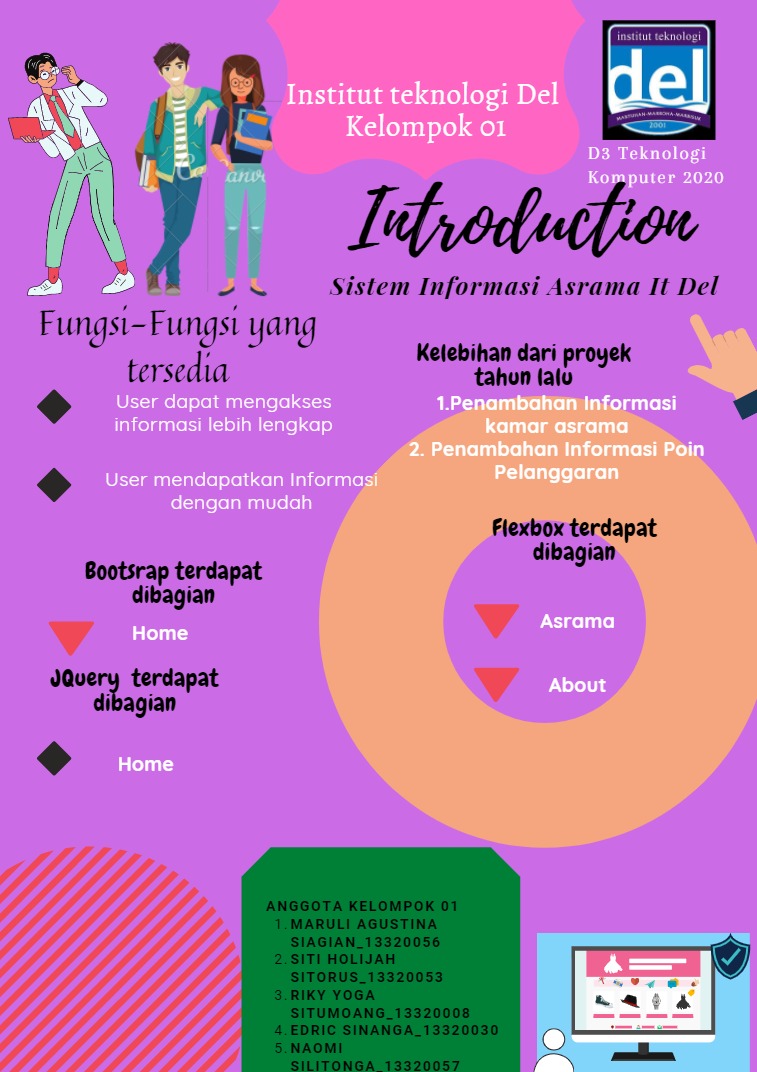 Institut teknologi Del
Kelompok 01
institut teknologi
del
MARTUHAN-MARROHA-MARBISUK
2001
D3 Teknologi
Komputer 2020
Introduction
Sistem Informasi Asrama It Del
Fungsi-Fungsi yang
tersedia
User dapat mengakses
informasi lebih lengkap
User mendapatkan Informasi
dengan mudah
Bootsrap terdapat
dibagian
Home
JQuery terdapat
dibagian
Home
Kelebihan dari proyek
tahun lalu
1.Penambahan Informasi
kamar asrama
2. Penambahan Informasi Poin
Pelanggaran
Flexbox terdapat
dibagian
Asrama
About
ANGGOTA KELOMPOK 01
1. MARULI AGUSTINA
SIAGIAN_13320056
2. SITI HOLIJAH
SITORUS_13320053
3. RIKY YOGA
SITUMOANG_13320008
4. EDRIC SINANGA_13320030
5. NAOMI
SILITONGA_13320057